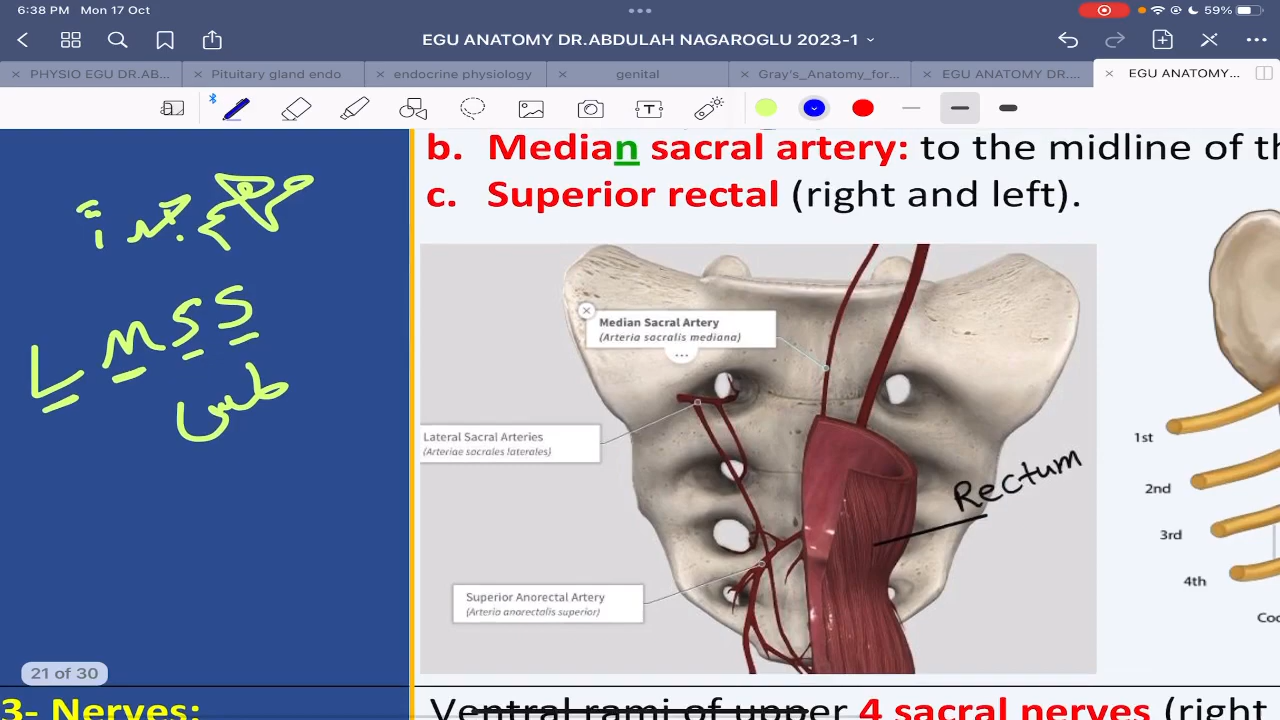 6:38 PM Mon 17 Oct
59%
EGU ANATOMY DR.ABDULAH NAGAROGLU 2023-1
PHYSIO EGU DR.AB...
Pituitary gland endo
endocrine physiology
genital
Gray's_Anatomy_for...
EGU ANATOMY DR....
EGU ANATOMY...
b. Median sacral artery: to the midline of th
c. Superior rectal (right and left).
L M S S
Median Sacral Artery
(Arteria sacralis mediana)
Lateral Sacral Arteries
(Arteriae sacrales laterales)
Rectum
Superior Anorectal Artery
(Arteria anorectalis superior)
1st
2nd
3rd
4th
Coc
21 of 30
3- Nerves:
Ventral rami of upper 4 sacral nerves (right